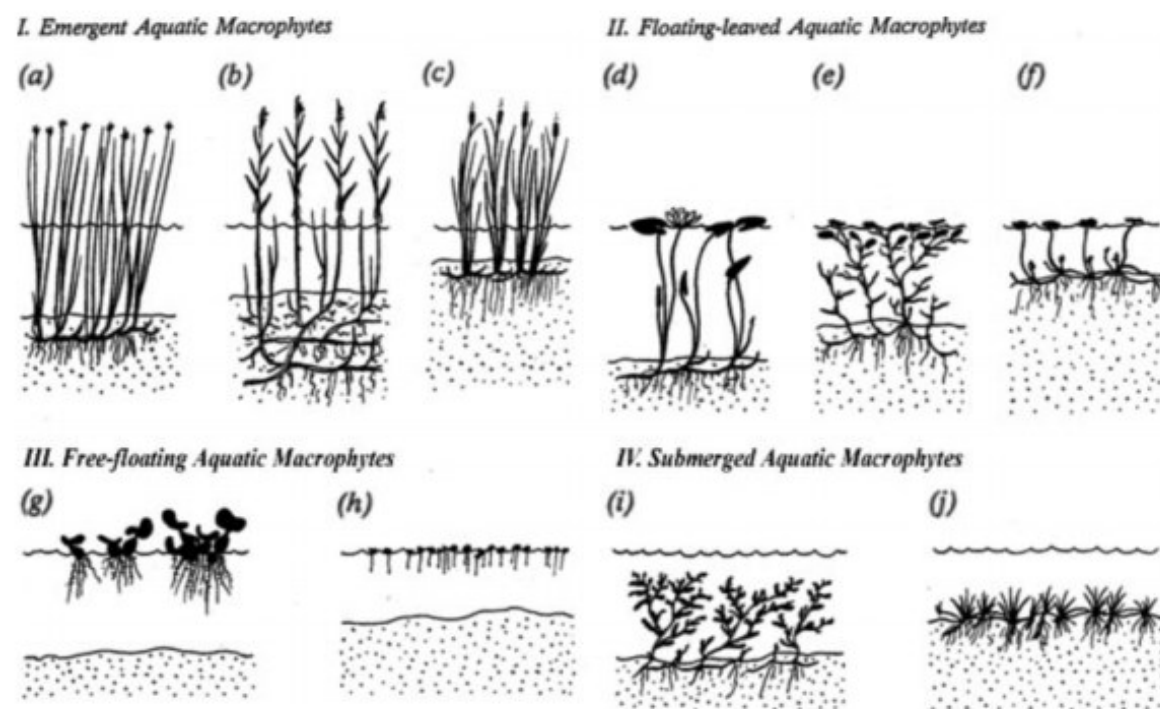 I. Emergent Aquatic Macrophytes
II. Floating-leaved Aquatic Macrophytes
(a)
(b)
(c)
(d)
(e)
(f)
III. Free-floating Aquatic Macrophytes
IV. Submerged Aquatic Macrophytes
(g)
(h)
(i)
(j)